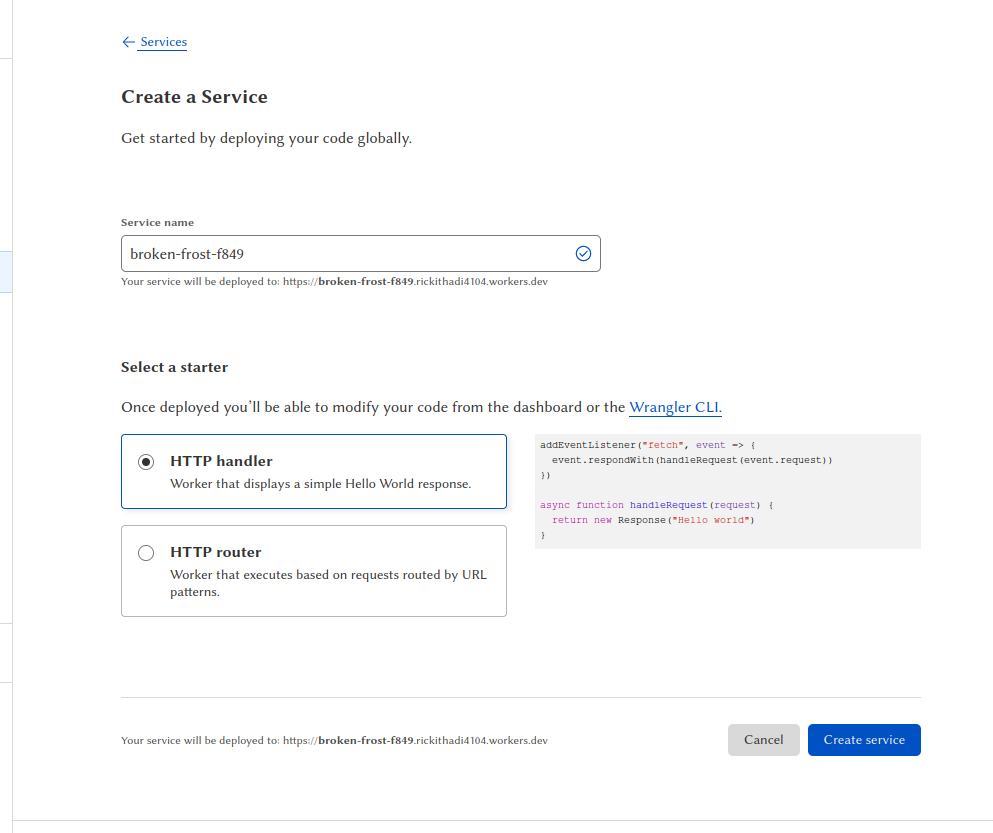 ← Services
Create a Service
Get started by deploying your code globally.
Service name
broken-frost-f849
Your service will be deployed to: https://broken-frost-f849.rickithadi4104.workers.dev
Select a starter
Once deployed you'll be able to modify your code from the dashboard or the Wrangler CLI.
HTTP handler
Worker that displays a simple Hello World response.
HTTP router
Worker that executes based on requests routed by URL
patterns.
addEventListener("fetch", event => {
  event.respondWith(handleRequest(event.request))
})
async function handleRequest(request) {
  return new Response("Hello world")
}
Your service will be deployed to: https://broken-frost-f849.rickithadi4104.workers.dev
Cancel
Create service